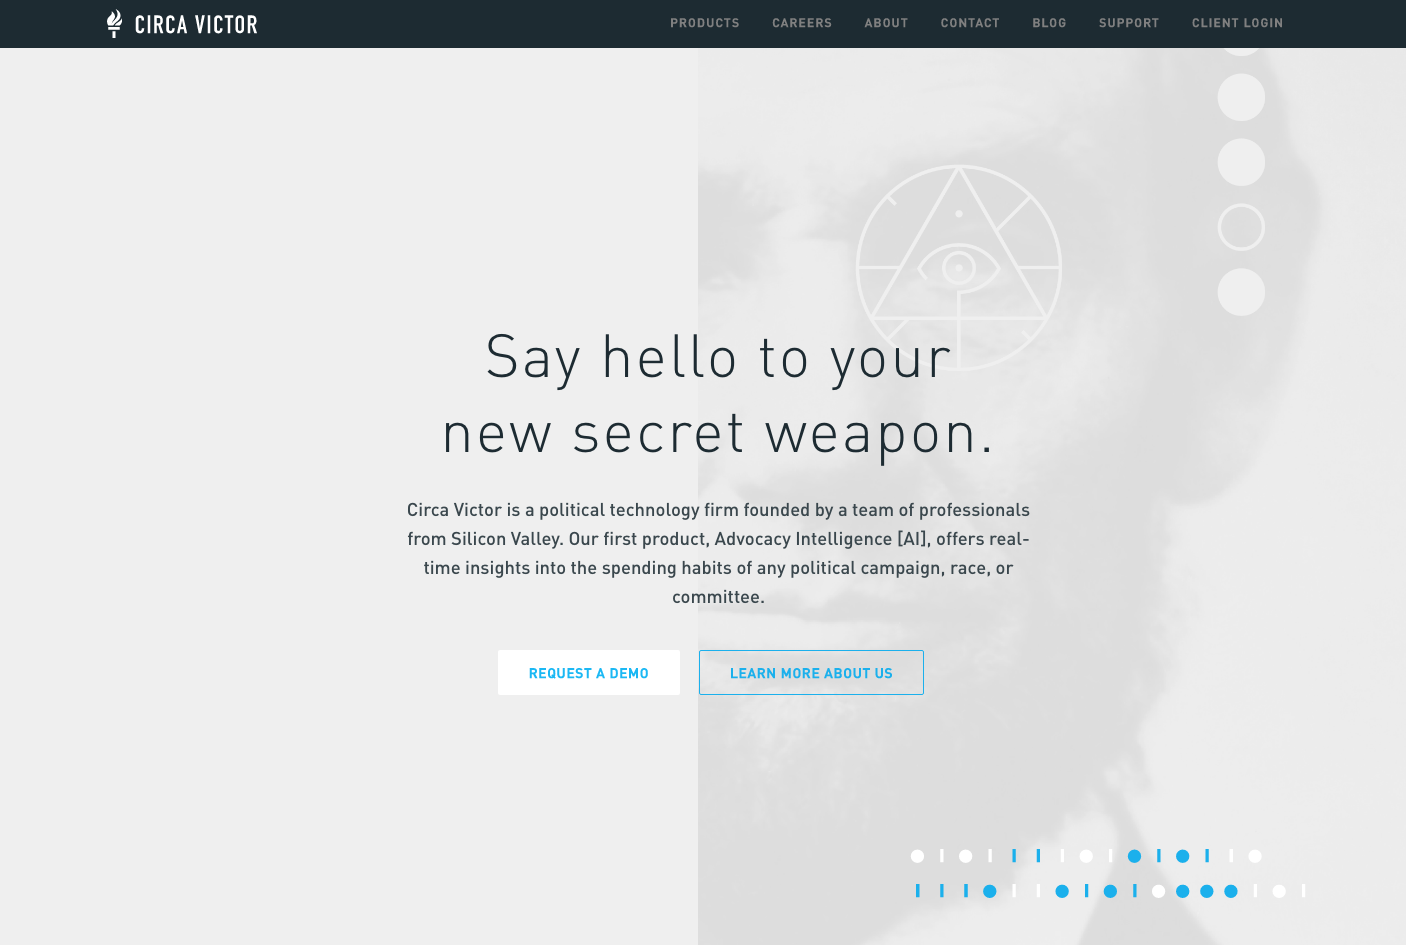 CIRCA VICTOR
PRODUCTS CAREERS ABOUT CONTACT BLOG SUPPORT CLIENT LOGIN
Say hello to your
new secret weapon.
Circa Victor is a political technology firm founded by a team of professionals
from Silicon Valley. Our first product, Advocacy Intelligence [AI], offers real-
time insights into the spending habits of any political campaign, race, or
committee.
REQUEST A DEMO
LEARN MORE ABOUT US